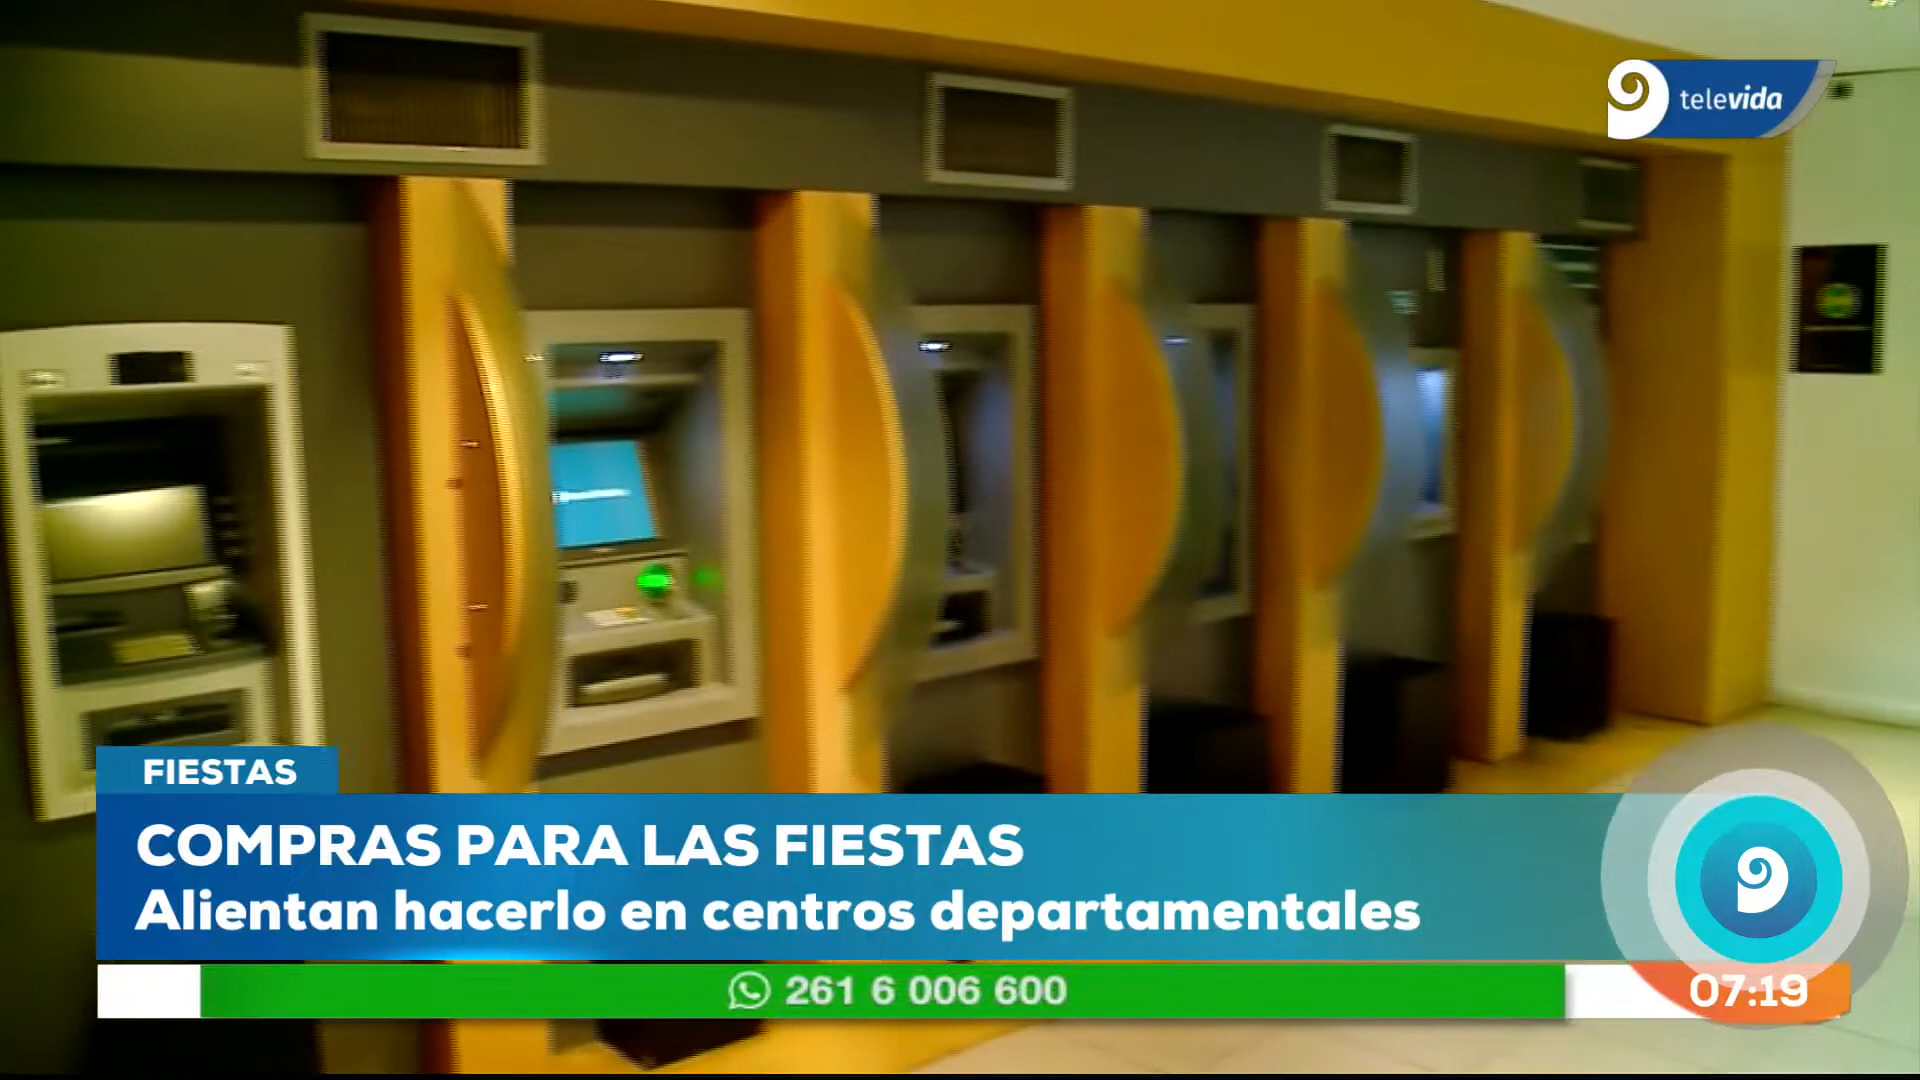 televida
FIESTAS
COMPRAS PARA LAS FIESTAS
Alientan hacerlo en centros departamentales
261 6 006 600
07:19